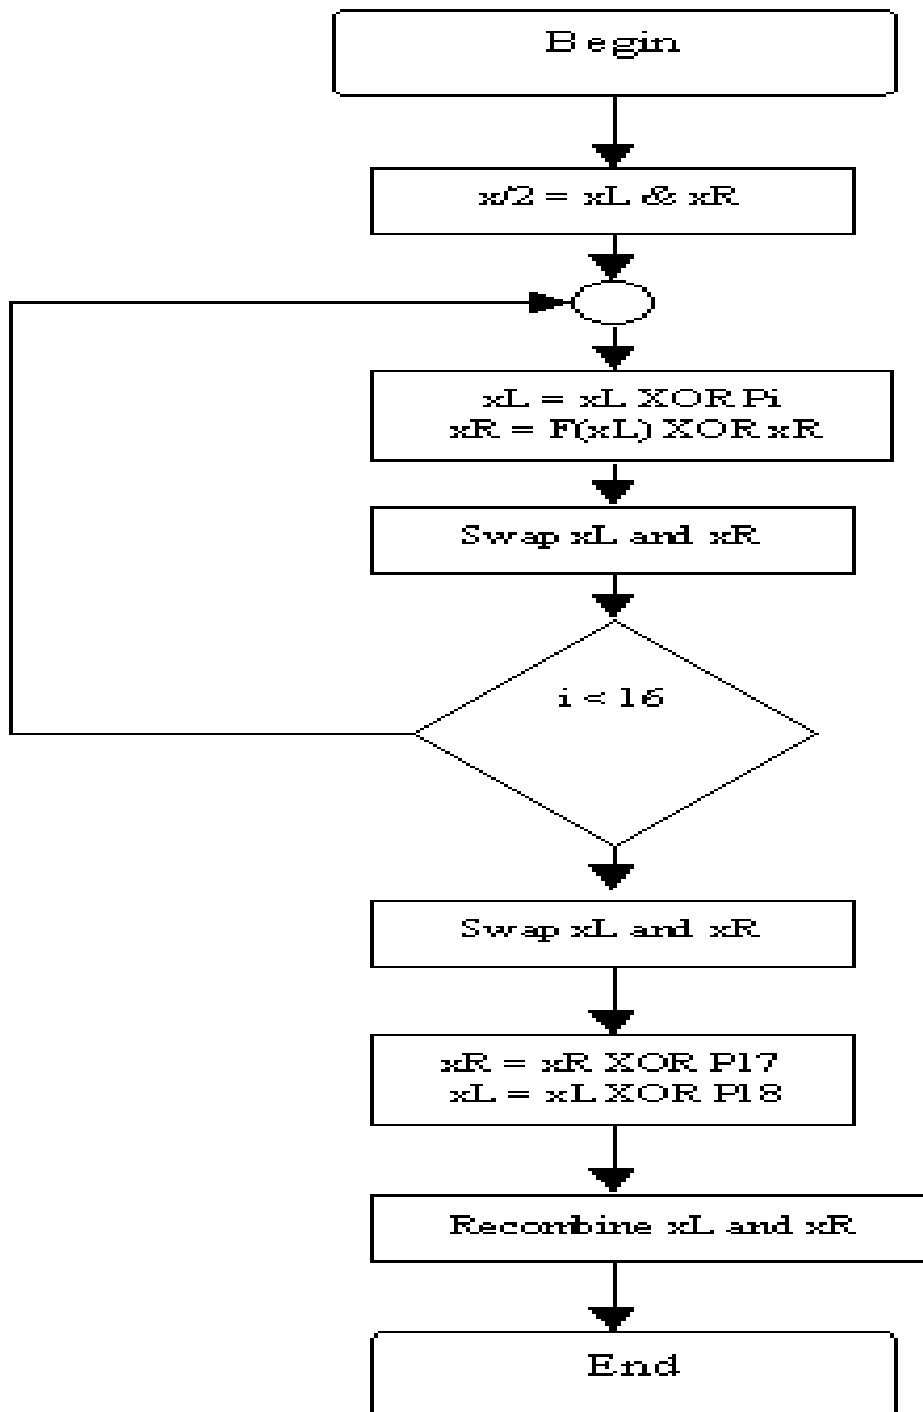 Begin
x/2 = xL & xR
xL = xL XOR Pi
xR = F(xL) XOR xR
Swap xL and xR
i < 16
Swap xL and xR
xR = xR XOR P17
xL = xL XOR P18
Recombine xL and xR
End